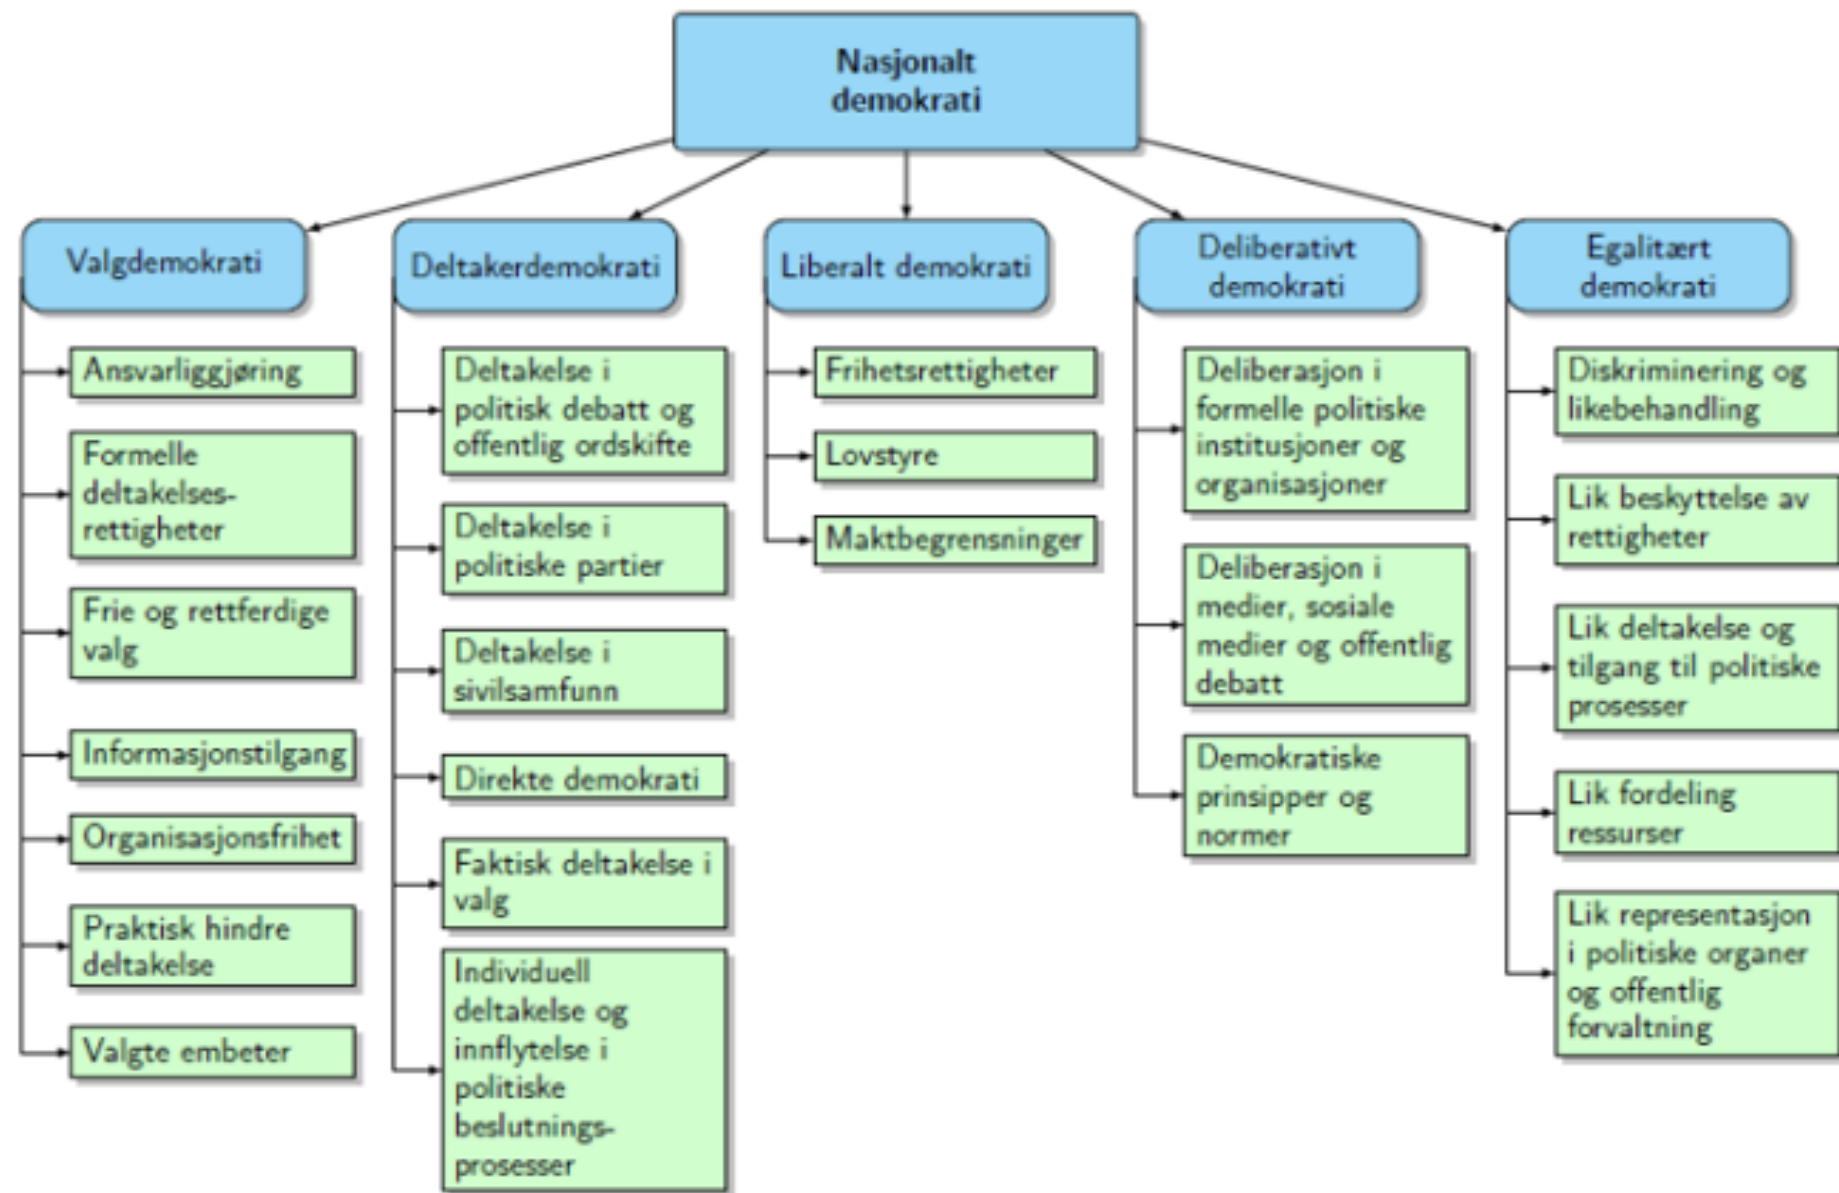 Nasjonalt
demokrati
Valgdemokrati
Ansvarliggjøring
Formelle
deltakelses-
rettigheter
Frie og rettferdige
valg
Informasjonstilgang
Organisasjonsfrihet
Praktisk hindre
deltakelse
Valgte embeter
Deltakerdemokrati
Deltakelse i
politisk debatt og
offentlig ordskifte
Deltakelse i
politiske partier
Deltakelse i
sivilsamfunn
Direkte demokrati
Faktisk deltakelse i
valg
Individuell
deltakelse og
innflytelse i
politiske
beslutnings-
prosesser
Liberalt demokrati
Frihetsrettigheter
Lovstyre
Maktbegrensninger
Deliberativt
demokrati
Deliberasjon i
formelle politiske
institusjoner og
organisasjoner
Deliberasjon i
medier, sosiale
medier og offentlig
debatt
Demokratiske
prinsipper og
normer
Egalitært
demokrati
Diskriminering og
likebehandling
Lik beskyttelse av
rettigheter
Lik deltakelse og
tilgang til politiske
prosesser
Lik fordeling
ressurser
Lik representasjon
i politiske organer
og offentlig
forvaltning